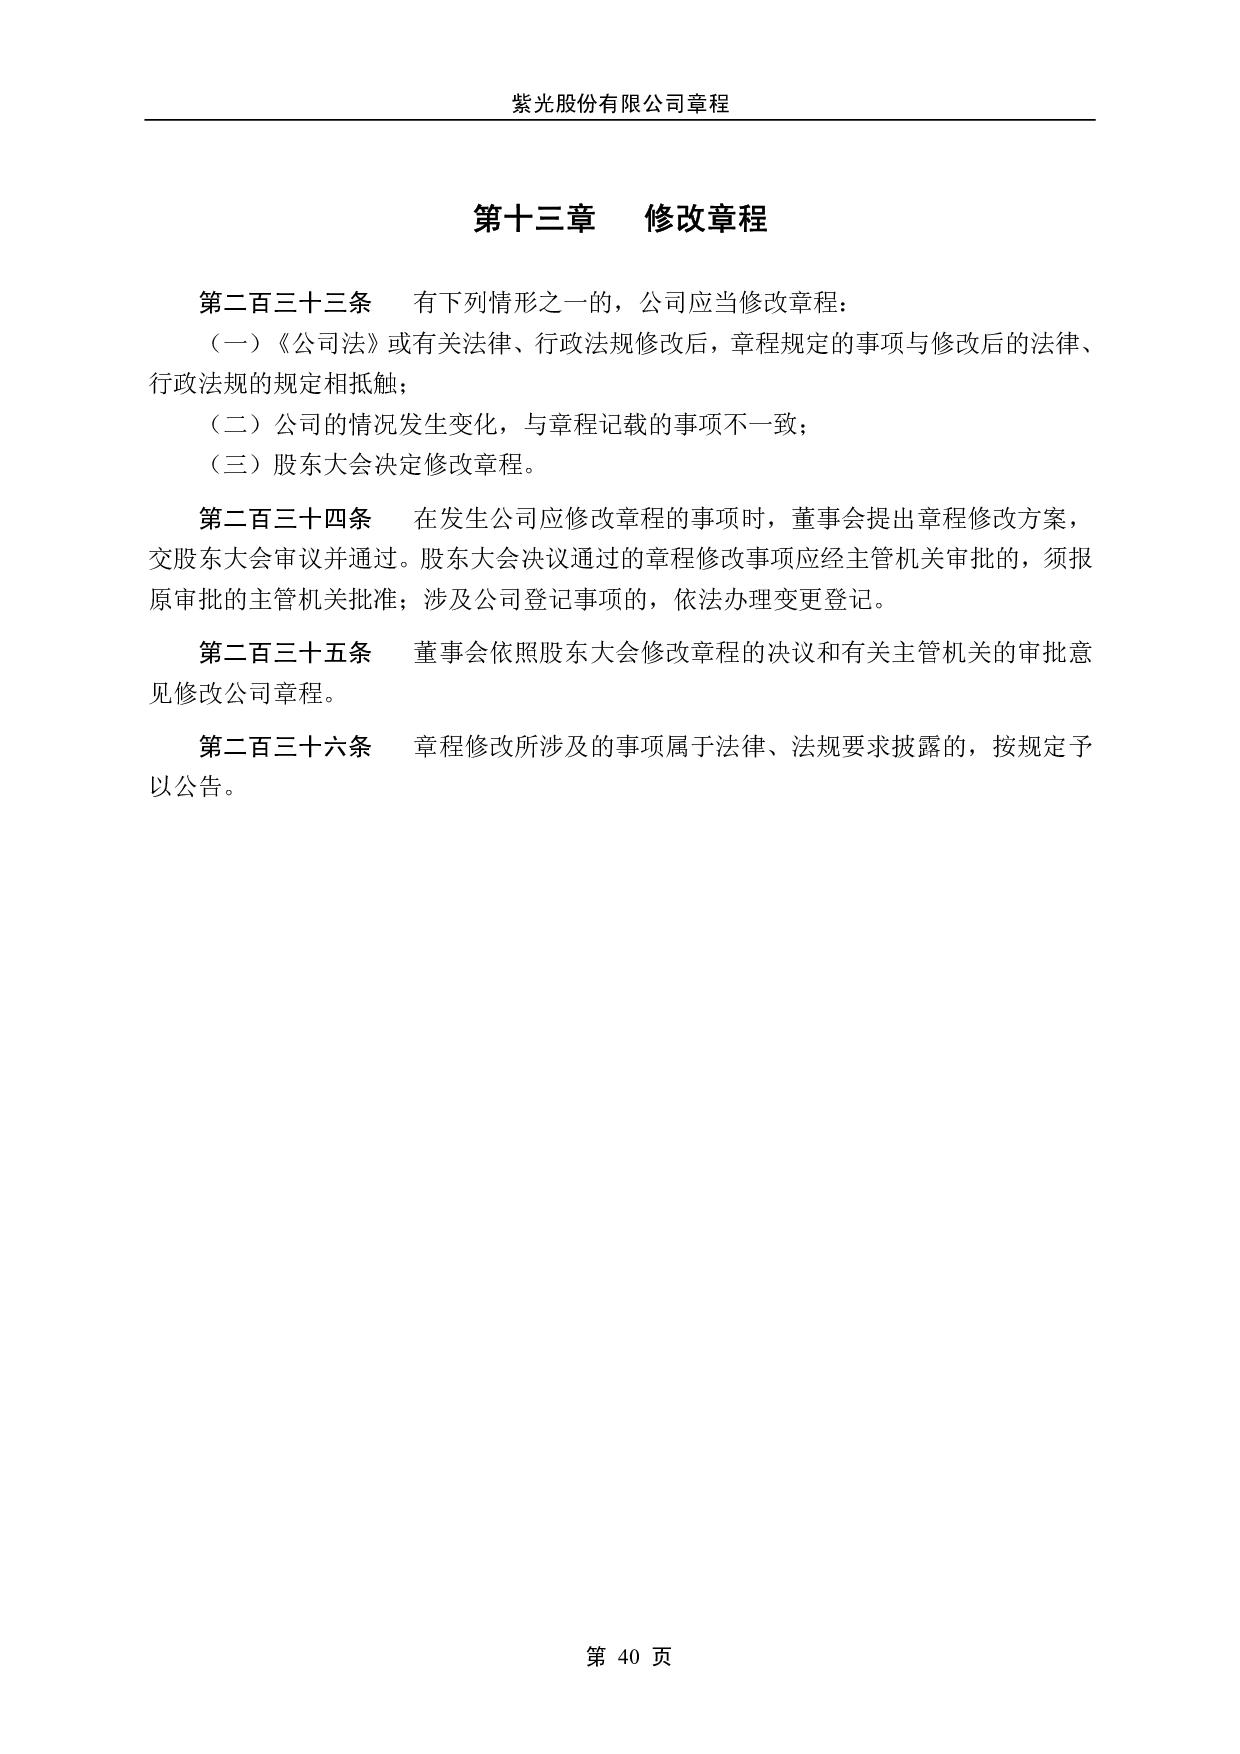 紫光股份有限公司章程
第十三章 修改章程
第二百三十三条 有下列情形之一的，公司应当修改章程：
（一）《公司法》或有关法律、行政法规修改后，章程规定的事项与修改后的法律、
行政法规的规定相抵触；
（二）公司的情况发生变化，与章程记载的事项不一致；
（三）股东大会决定修改章程。
第二百三十四条 在发生公司应修改章程的事项时，董事会提出章程修改方案，
交股东大会审议并通过。股东大会决议通过的章程修改事项应经主管机关审批的，须报
原审批的主管机关批准；涉及公司登记事项的，依法办理变更登记。
第二百三十五条 董事会依照股东大会修改章程的决议和有关主管机关的审批意
见修改公司章程。
第二百三十六条 章程修改所涉及的事项属于法律、法规要求披露的，按规定予
以公告。
第 40 页